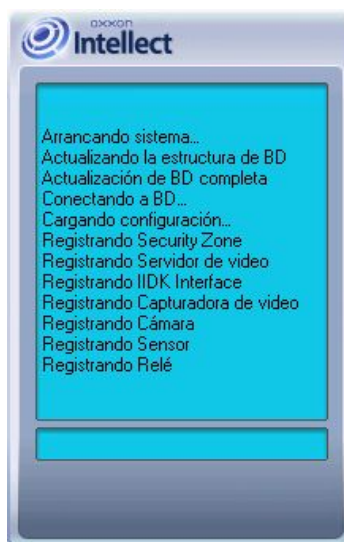 axxon
Intellect
Arrancando sistema...
Actualizando la estructura de BD
Actualización de BD completa
Conectando a BD...
Cargando configuración...
Registrando Security Zone
Registrando Servidor de video
Registrando IIDK Interface
Registrando Capturadora de video
Registrando Cámara
Registrando Sensor
Registrando Relé